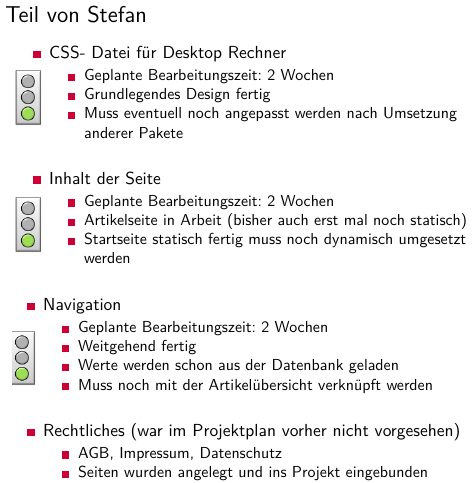 Teil von Stefan
CSS- Datei für Desktop Rechner
Geplante Bearbeitungszeit: 2 Wochen
Grundlegendes Design fertig
Muss eventuell noch angepasst werden nach Umsetzung
anderer Pakete
Inhalt der Seite
Geplante Bearbeitungszeit: 2 Wochen
Artikelseite in Arbeit (bisher auch erst mal noch statisch)
Startseite statisch fertig muss noch dynamisch umgesetzt
werden
Navigation
Geplante Bearbeitungszeit: 2 Wochen
Weitgehend fertig
Werte werden schon aus der Datenbank geladen
Muss noch mit der Artikelübersicht verknüpft werden
Rechtliches (war im Projektplan vorher nicht vorgesehen)
AGB, Impressum, Datenschutz
Seiten wurden angelegt und ins Projekt eingebunden